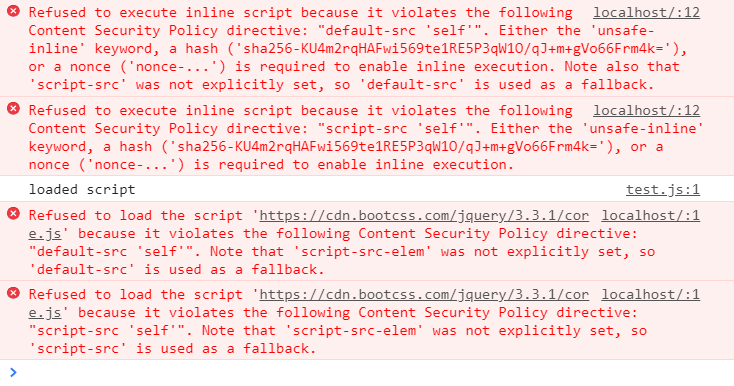 Refused to execute inline script because it violates the following localhost/:12
Content Security Policy directive: "default-src 'self'". Either the 'unsafe-
inline' keyword, a hash ('sha256-KU4m2rqHAFwi569te1RE5P3qW1O/qJ+m+gVo66Frm4k='),
or a nonce ('nonce-...') is required to enable inline execution. Note also that
'script-src' was not explicitly set, so 'default-src' is used as a fallback.
Refused to execute inline script because it violates the following localhost/:12
Content Security Policy directive: "script-src 'self'". Either the 'unsafe-inline'
keyword, a hash ('sha256-KU4m2rqHAFwi569te1RE5P3qW1O/qJ+m+gVo66Frm4k='), or a
nonce ('nonce-...') is required to enable inline execution.
loaded script test.js:1
Refused to load the script 'https://cdn.bootcss.com/jquery/3.3.1/cor localhost/:1
e.js' because it violates the following Content Security Policy directive:
"default-src 'self'". Note that 'script-src-elem' was not explicitly set, so
'default-src' is used as a fallback.
Refused to load the script 'https://cdn.bootcss.com/jquery/3.3.1/cor localhost/:1
e.js' because it violates the following Content Security Policy directive:
"script-src 'self'". Note that 'script-src-elem' was not explicitly set, so
'script-src' is used as a fallback.